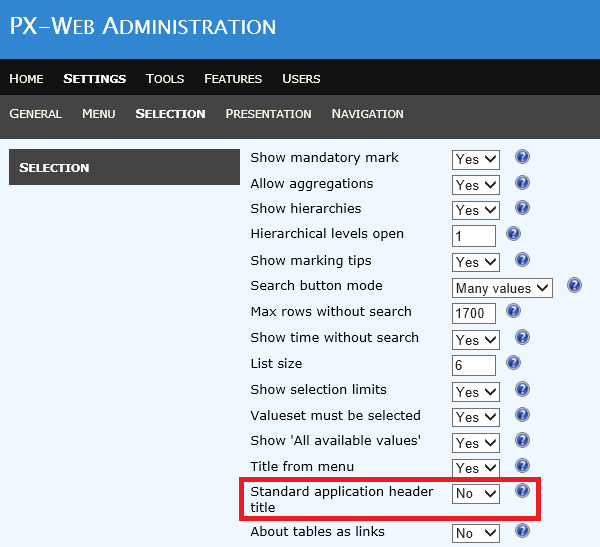 PX-Web Administration
Home Settings Tools Features Users
General Menu Selection Presentation Navigation
Selection
Show mandatory mark Yes ?
Allow aggregations Yes ?
Show hierarchies Yes ?
Hierarchical levels open 1 ?
Show marking tips Yes ?
Search button mode Many values ?
Max rows without search 1700 ?
Show time without search Yes ?
List size 6 ?
Show selection limits Yes ?
Valueset must be selected Yes ?
Show 'All available values' Yes ?
Title from menu Yes ?
Standard application header No ?
title
About tables as links No ?